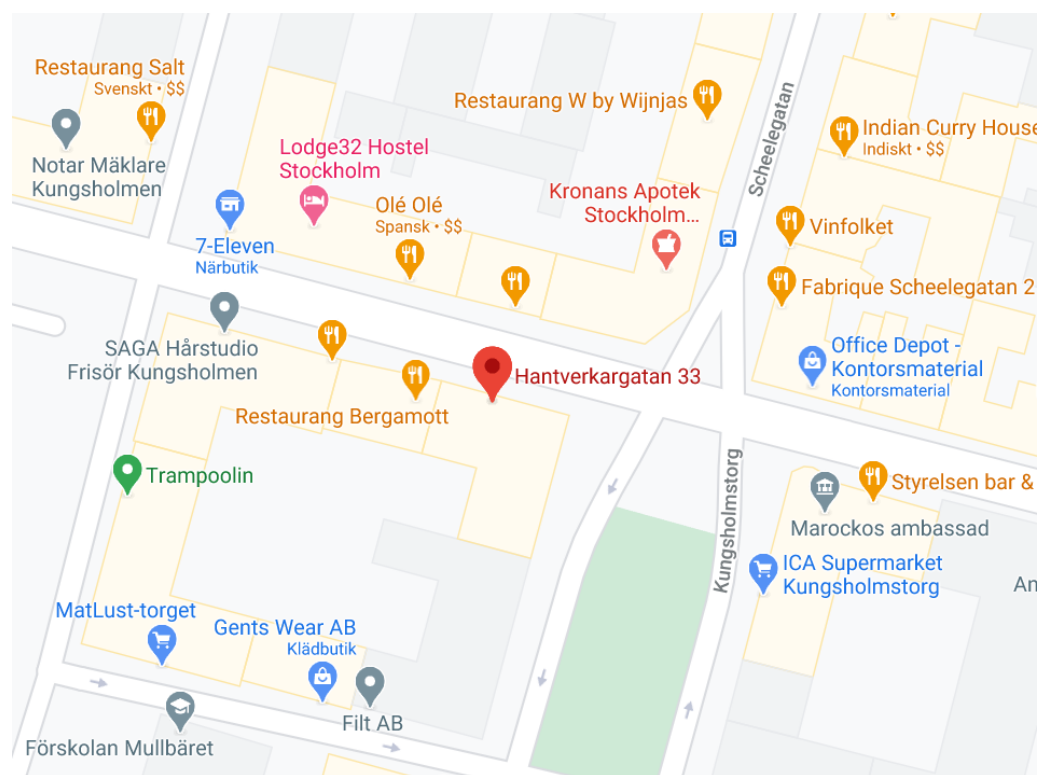 Restaurang Salt
Svenskt • $$
Notar Mäklare
Kungsholmen
Restaurang W by Wijnjas
Scheelegatan
Indian Curry House
Indiskt • $$
Lodge32 Hostel
Stockholm
Olé Olé
Spansk • $$
Kronans Apotek
Stockholm...
Vinfolket
7-Eleven
Närbutik
Fabrique Scheelegatan 2
SAGA Hårstudio
Frisör Kungsholmen
Office Depot -
Kontorsmaterial
Kontorsmaterial
Hantverkargatan 33
Restaurang Bergamott
Trampoolin
Kungsholmstorg
Styrelsen bar &
Marockos ambassad
ICA Supermarket
Kungsholmstorg
An
MatLust-torget
Gents Wear AB
Klädbutik
Filt AB
Förskolan Mullbäret